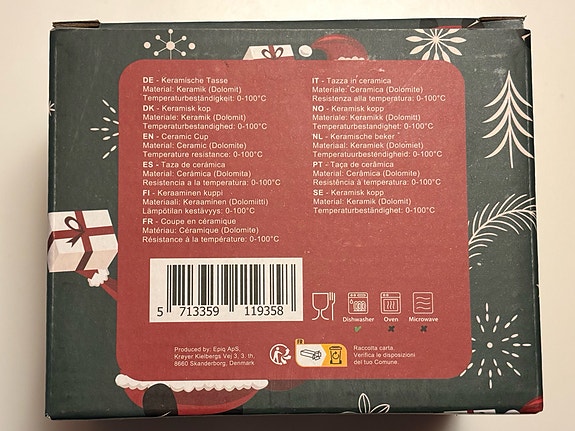 DE - Keramische Tasse
Material: Keramik (Dolomit)
Temperaturbeständigkeit: 0-100°C
DK - Keramisk kop
Materiale: Keramik (Dolomit)
Temperaturbestandighed: 0-100°C
EN - Ceramic Cup
Material: Ceramic (Dolomite)
Temperature resistance: 0-100°C
ES - Taza de cerámica
Material: Cerámica (Dolomita)
Resistencia a la temperatura: 0-100°C
FI - Keraaminen kuppi
Materiaali: Keraaminen (Dolomiitti)
Lämpötilan kestävyys: 0-100°C
FR - Coupe en céramique
Matériau: Céramique (Dolomite)
Résistance à la température: 0-100°C
IT - Tazza in ceramica
Materiale: Ceramica (Dolomite)
Resistenza alla temperatura: 0-100°C
NO - Keramisk kopp
Materiale: Keramikk (Dolomitt)
Temperaturbestandighet: 0-100°C
NL - Keramische beker
Materiaal: Keramiek (Dolomiet)
Temperatuurbestendigheid: 0-100°C
PT - Taça de cerâmica
Material: Cerâmica (Dolomita)
Resistência à temperatura: 0-100°C
SE - Keramisk kopp
Material: Keramik (Dolomit)
Temperaturbestandighet: 0-100°C
5 713359 119358
Dishwasher
Oven
Microwave
Produced by: Epiq ApS,
Krøyer Kielbergs Vej 3, 3, th,
8660 Skanderborg, Denmark
FR
Raccolta carta.
Verifica le disposizioni
del tuo Comune.